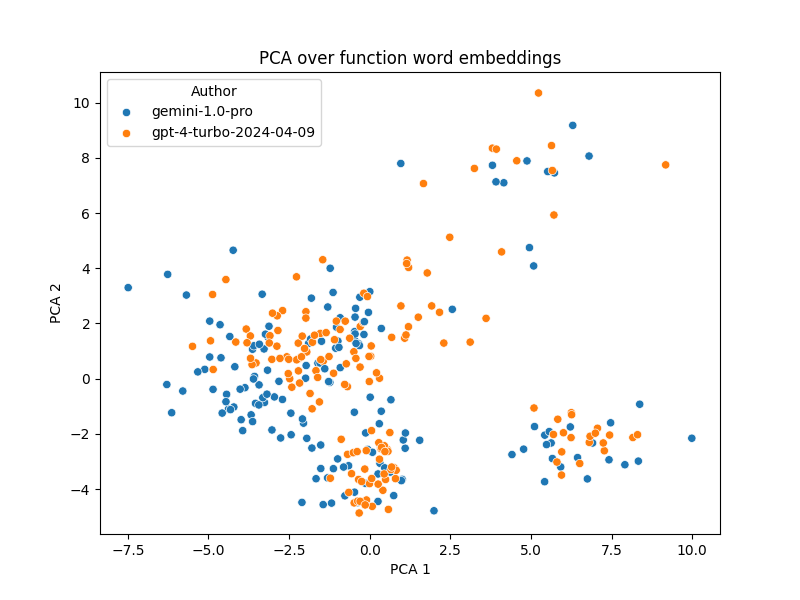 PCA over function word embeddings
Author
gemini-1.0-pro
gpt-4-turbo-2024-04-09
PCA 2
10
8
6
4
2
0
−2
−4
−7.5
−5.0
−2.5
0.0
2.5
5.0
7.5
10.0
PCA 1